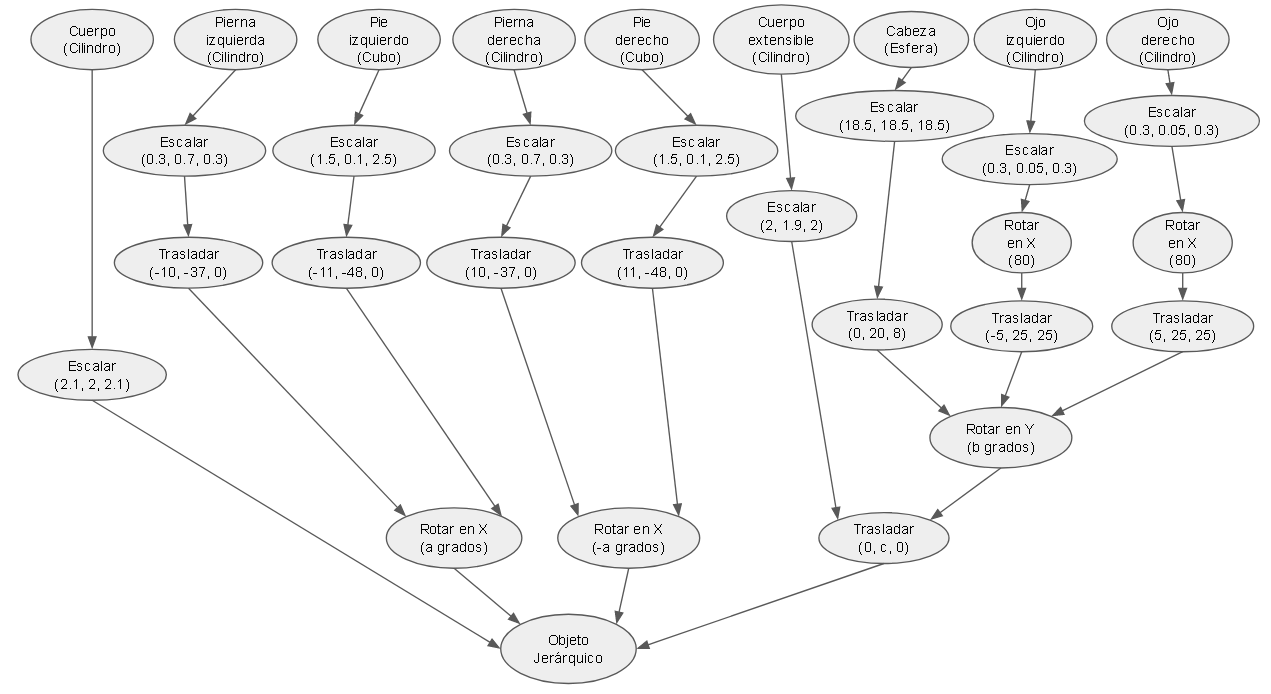 Cuerpo
(Cilindro)
Pierna
izquierda
(Cilindro)
Pie
izquierdo
(Cubo)
Pierna
derecha
(Cilindro)
Pie
derecho
(Cubo)
Cuerpo
extensible
(Cilindro)
Cabeza
(Esfera)
Ojo
izquierdo
(Cilindro)
Ojo
derecho
(Cilindro)
Escalar
(0.3, 0.7, 0.3)
Escalar
(1.5, 0.1, 2.5)
Escalar
(0.3, 0.7, 0.3)
Escalar
(1.5, 0.1, 2.5)
Escalar
(18.5, 18.5, 18.5)
Escalar
(0.3, 0.05, 0.3)
Escalar
(0.3, 0.05, 0.3)
Escalar
(2, 1.9, 2)
Rotar
en X
(80)
Rotar
en X
(80)
Trasladar
(-10, -37, 0)
Trasladar
(-11, -48, 0)
Trasladar
(10, -37, 0)
Trasladar
(11, -48, 0)
Trasladar
(0, 20, 8)
Trasladar
(-5, 25, 25)
Trasladar
(5, 25, 25)
Escalar
(2.1, 2, 2.1)
Rotar en Y
(b grados)
Rotar en X
(a grados)
Rotar en X
(-a grados)
Trasladar
(0, c, 0)
Objeto
Jerárquico